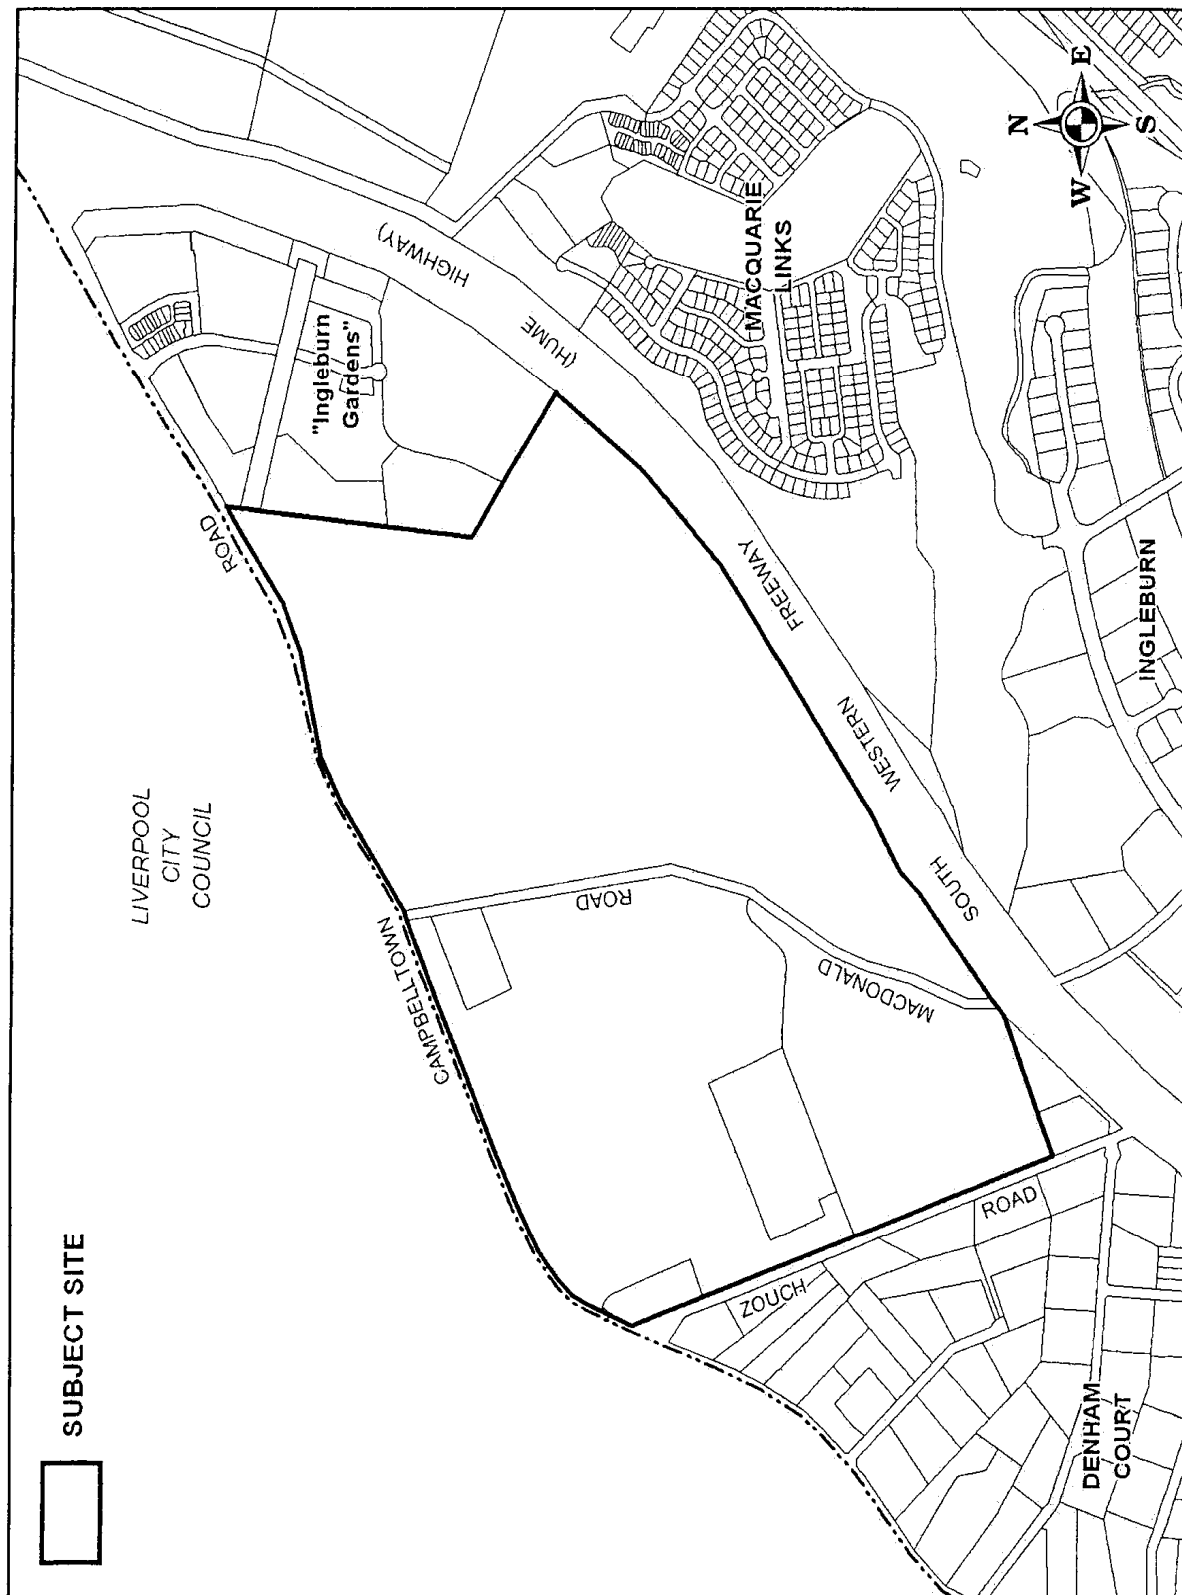 SUBJECT SITE
LIVERPOOL
CITY
COUNCIL
CAMPBELLTOWN
ROAD
"Ingleburn
Gardens"
(HUME
HIGHWAY)
MACQUARIE
LINKS
N
E
S
W
SOUTH
WESTERN
FREEWAY
MACDONALD
ROAD
ZOUCH
ROAD
DENHAM
COURT
INGLEBURN